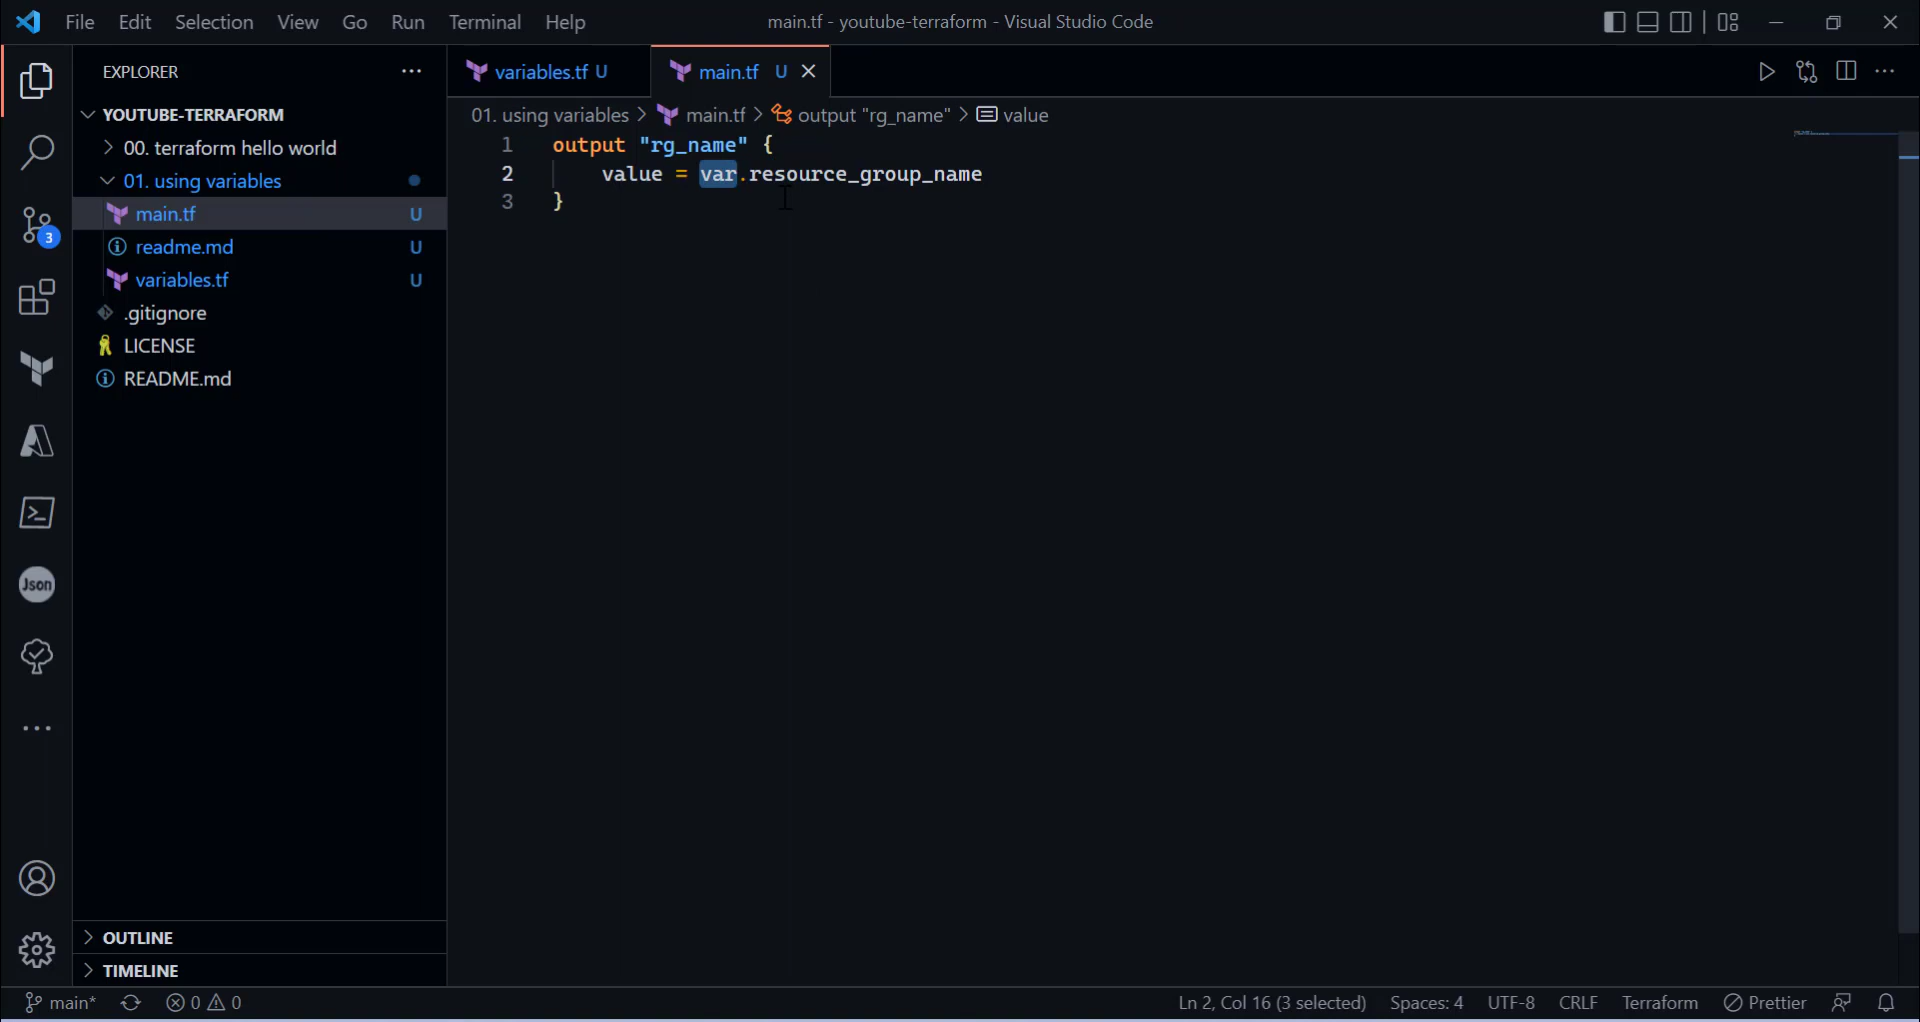 File Edit Selection View Go Run Terminal Help
main.tf - youtube-terraform - Visual Studio Code
EXPLORER
YOUTUBE-TERRAFORM
00. terraform hello world
01. using variables
main.tf U
readme.md U
variables.tf U
.gitignore
LICENSE
README.md
OUTLINE
TIMELINE
3
Json
variables.tf U
main.tf U
01. using variables > main.tf > output "rg_name" > value
1 output "rg_name" {
2 value = var.resource_group_name
3 }
main* 0 0
Ln 2, Col 16 (3 selected) Spaces: 4 UTF-8 CRLF Terraform Prettier